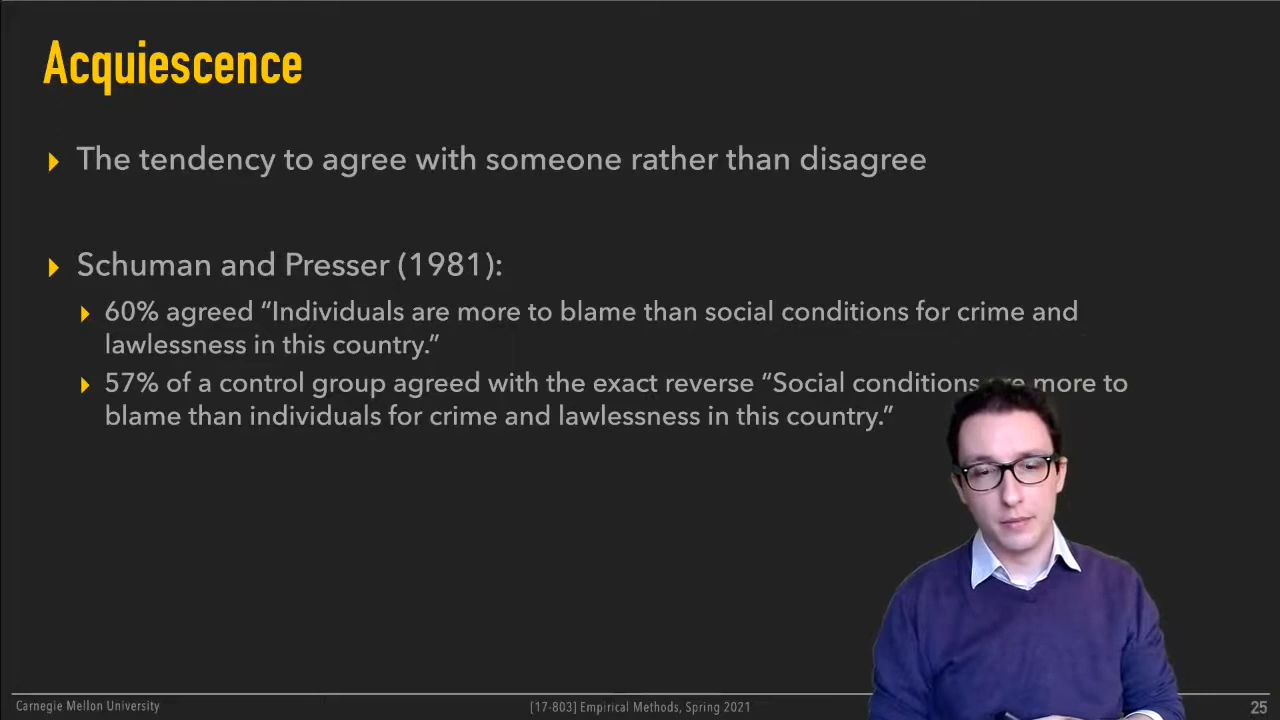 Acquiescence
The tendency to agree with someone rather than disagree
Schuman and Presser (1981):
60% agreed “Individuals are more to blame than social conditions for crime and
lawlessness in this country.”
57% of a control group agreed with the exact reverse “Social conditions are more to
blame than individuals for crime and lawlessness in this country.”
Carnegie Mellon University
[17-803] Empirical Methods, Spring 2021
25